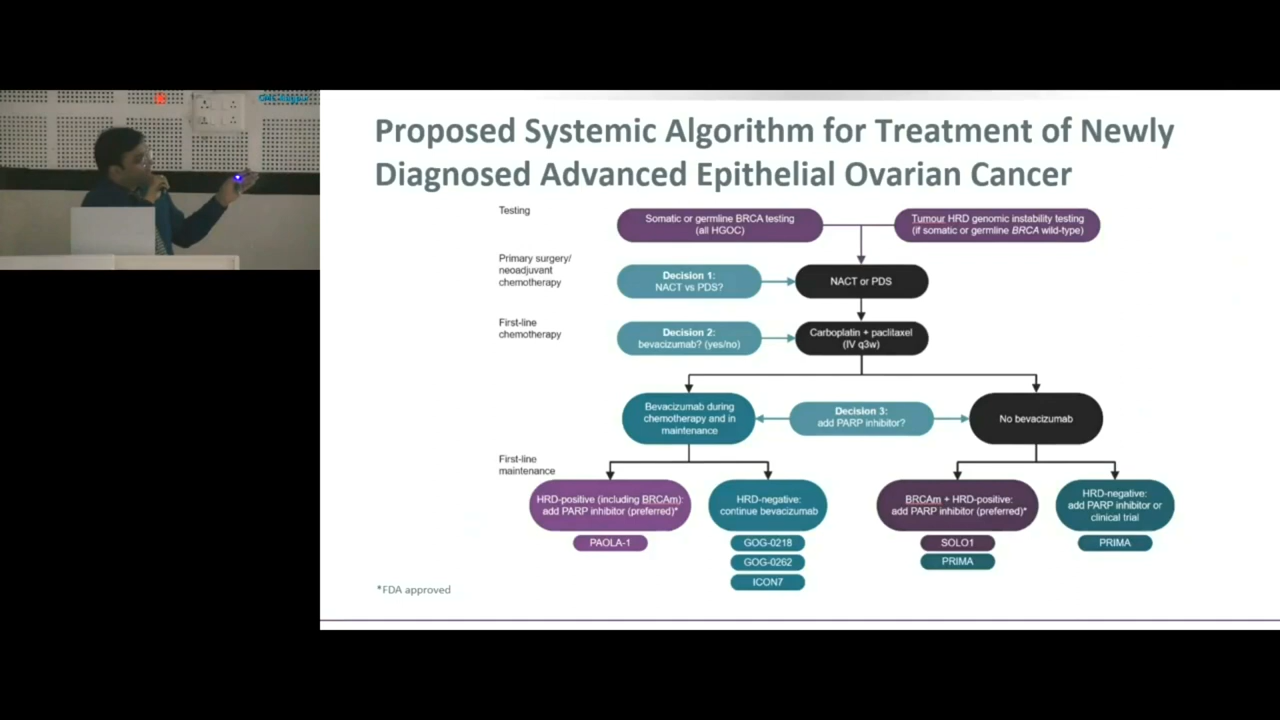 Proposed Systemic Algorithm for Treatment of Newly
Diagnosed Advanced Epithelial Ovarian Cancer
Testing
Somatic or germline BRCA testing
(all HGOC)
Tumour HRD genomic instability testing
(if somatic or germline BRCA wild-type)
Primary surgery/
neoadjuvant
chemotherapy
Decision 1:
NACT vs PDS?
NACT or PDS
First-line
chemotherapy
Decision 2:
bevacizumab? (yes/no)
Carboplatin + paclitaxel
(IV q3w)
Bevacizumab during
chemotherapy and in
maintenance
Decision 3:
add PARP inhibitor?
No bevacizumab
First-line
maintenance
HRD-positive (including BRCAm):
add PARP inhibitor (preferred)*
HRD-negative:
continue bevacizumab
BRCAm + HRD-positive:
add PARP inhibitor (preferred)*
HRD-negative:
add PARP inhibitor or
clinical trial
PAOLA-1
GOG-0218
GOG-0262
ICON7
SOLO1
PRIMA
PRIMA
*FDA approved